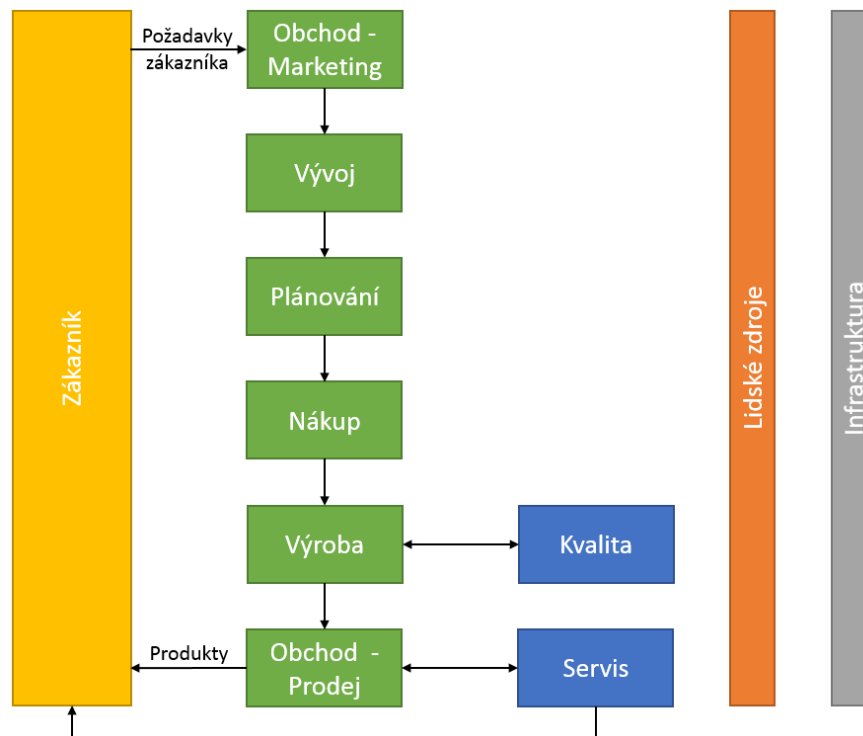 Požadavky
zákazníka
Obchod -
Marketing
Vývoj
Plánování
Nákup
Výroba
Kvalita
Produkty
Obchod  -
Prodej
Servis
Zákazník
Lidské zdroje
Infrastruktura